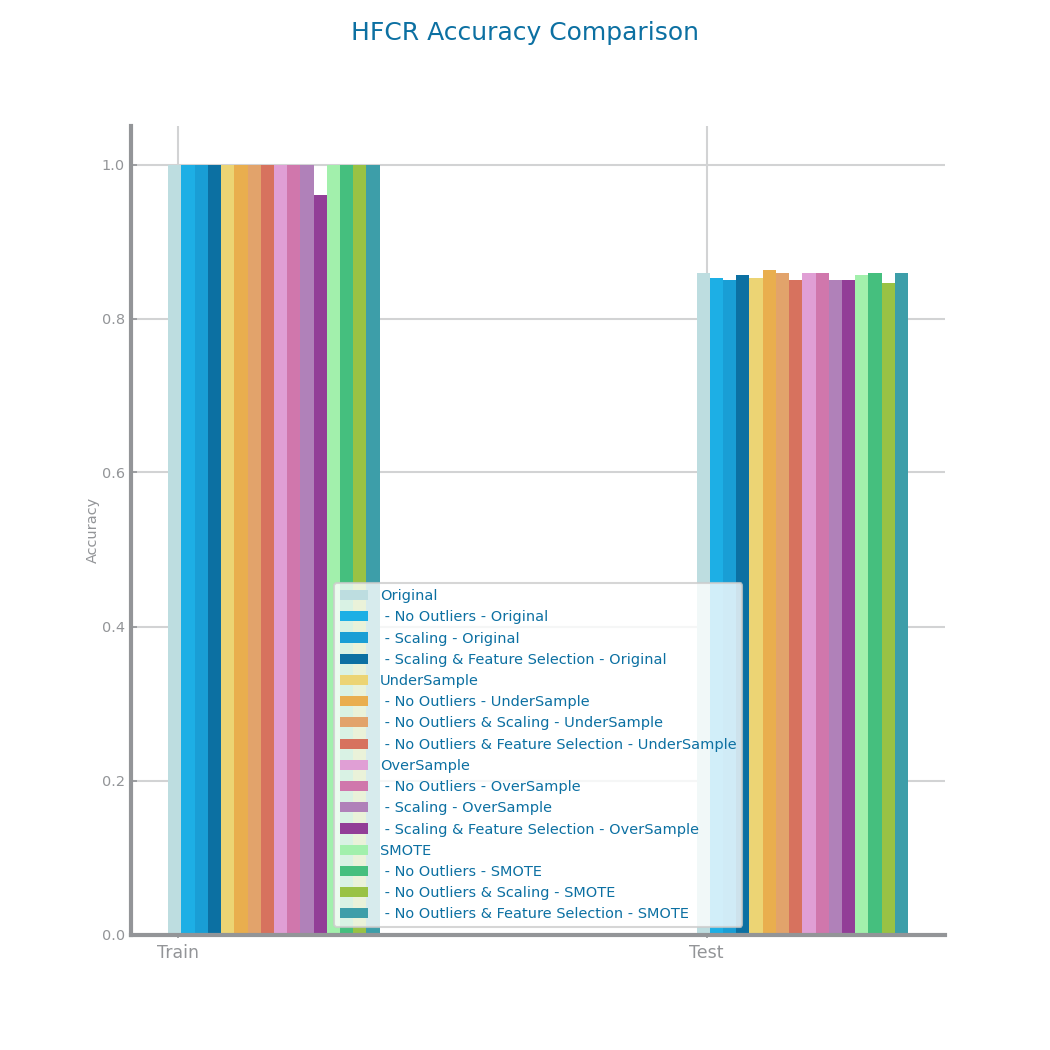 HFCR Accuracy Comparison
1.0
0.8
0.6
0.4
0.2
0.0
Accuracy
Original
- No Outliers - Original
- Scaling - Original
- Scaling & Feature Selection - Original
UnderSample
- No Outliers - UnderSample
- No Outliers & Scaling - UnderSample
- No Outliers & Feature Selection - UnderSample
OverSample
- No Outliers - OverSample
- Scaling - OverSample
- Scaling & Feature Selection - OverSample
SMOTE
- No Outliers - SMOTE
- No Outliers & Scaling - SMOTE
- No Outliers & Feature Selection - SMOTE
Train
Test